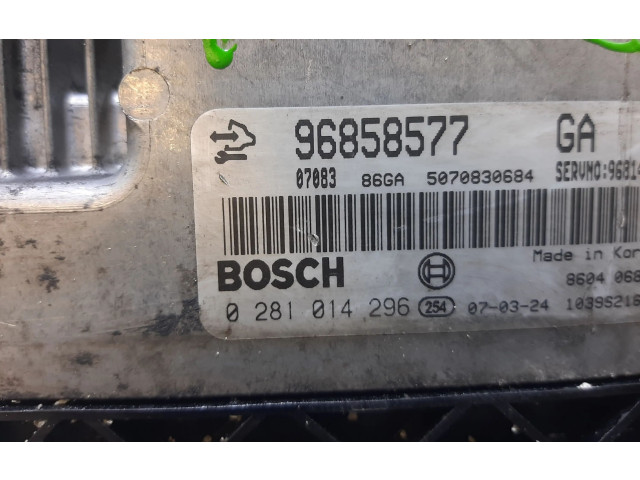 96858577 GA
07083 86GA 5070830684 SERVNO:9681
BOSCH
Made in Kor
8604 068
0 281 014 296 254 07-03-24 1039S218